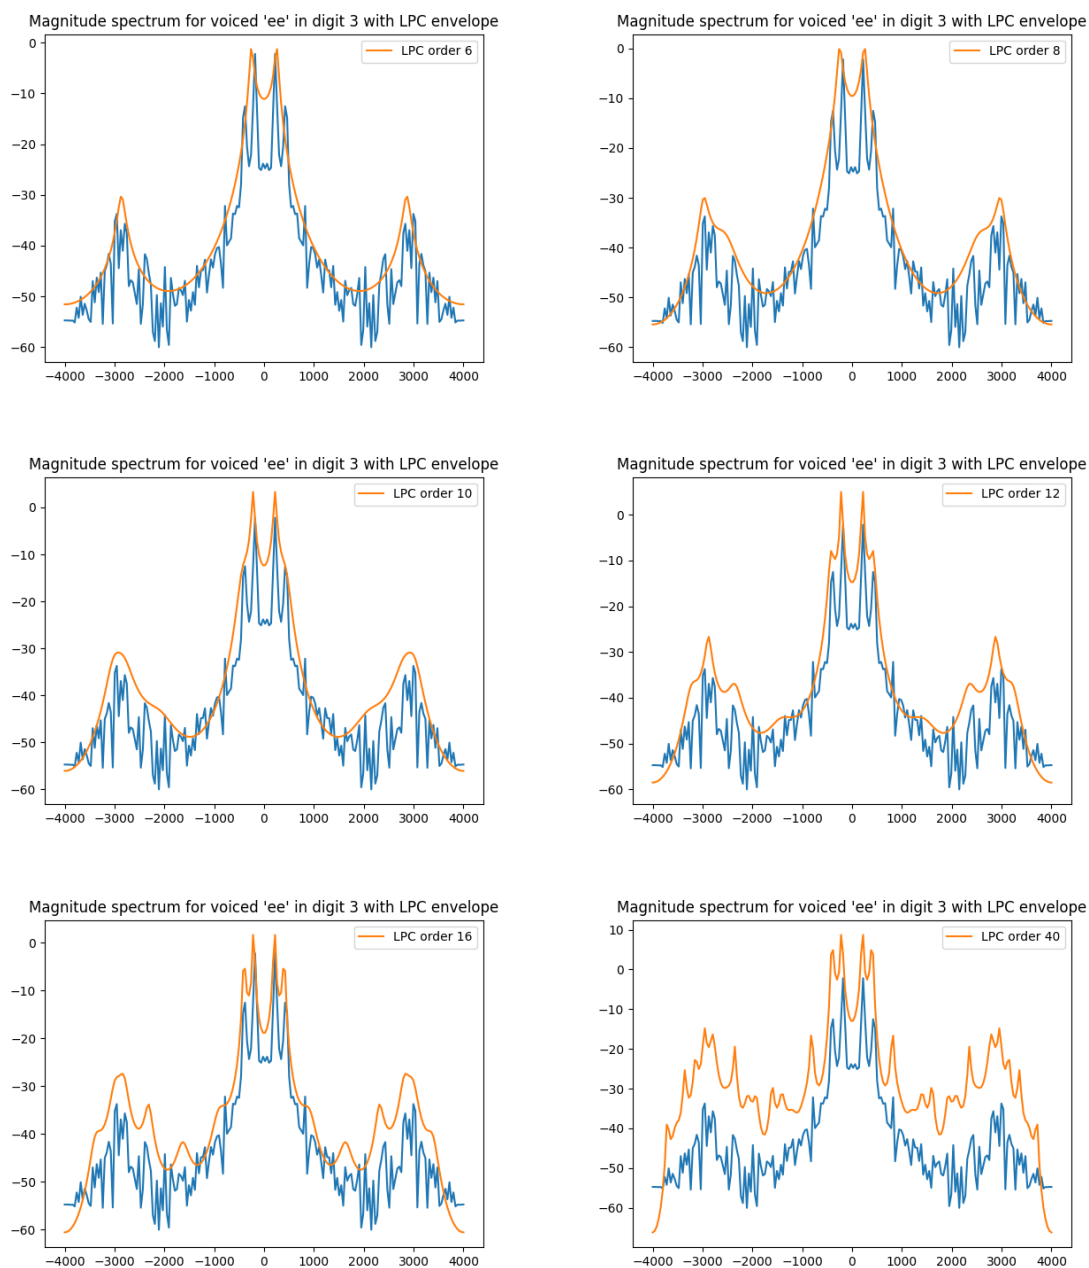 Magnitude spectrum for voiced 'ee' in digit 3 with LPC envelope
LPC order 6
0
−10
−20
−30
−40
−50
−60
−4000 −3000 −2000 −1000 0 1000 2000 3000 4000
Magnitude spectrum for voiced 'ee' in digit 3 with LPC envelope
LPC order 8
0
−10
−20
−30
−40
−50
−60
−4000 −3000 −2000 −1000 0 1000 2000 3000 4000
Magnitude spectrum for voiced 'ee' in digit 3 with LPC envelope
LPC order 10
0
−10
−20
−30
−40
−50
−60
−4000 −3000 −2000 −1000 0 1000 2000 3000 4000
Magnitude spectrum for voiced 'ee' in digit 3 with LPC envelope
LPC order 12
0
−10
−20
−30
−40
−50
−60
−4000 −3000 −2000 −1000 0 1000 2000 3000 4000
Magnitude spectrum for voiced 'ee' in digit 3 with LPC envelope
LPC order 16
0
−10
−20
−30
−40
−50
−60
−4000 −3000 −2000 −1000 0 1000 2000 3000 4000
Magnitude spectrum for voiced 'ee' in digit 3 with LPC envelope
LPC order 40
10
0
−10
−20
−30
−40
−50
−60
−4000 −3000 −2000 −1000 0 1000 2000 3000 4000